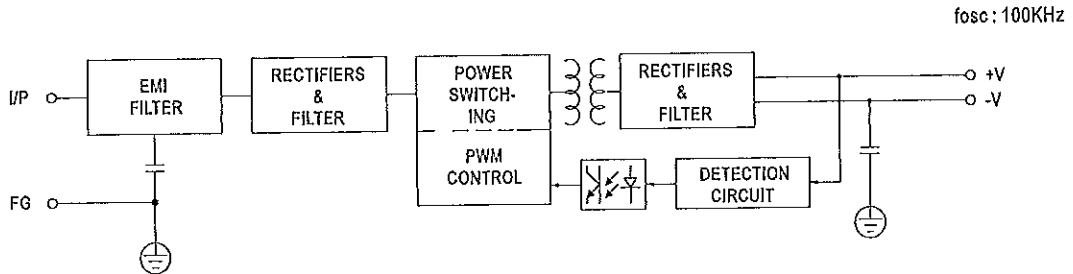 fosc : 100KHz
I/P
EMI
FILTER
RECTIFIERS
&
FILTER
POWER
SWITCH-
ING
PWM
CONTROL
RECTIFIERS
&
FILTER
+V
-V
DETECTION
CIRCUIT
FG